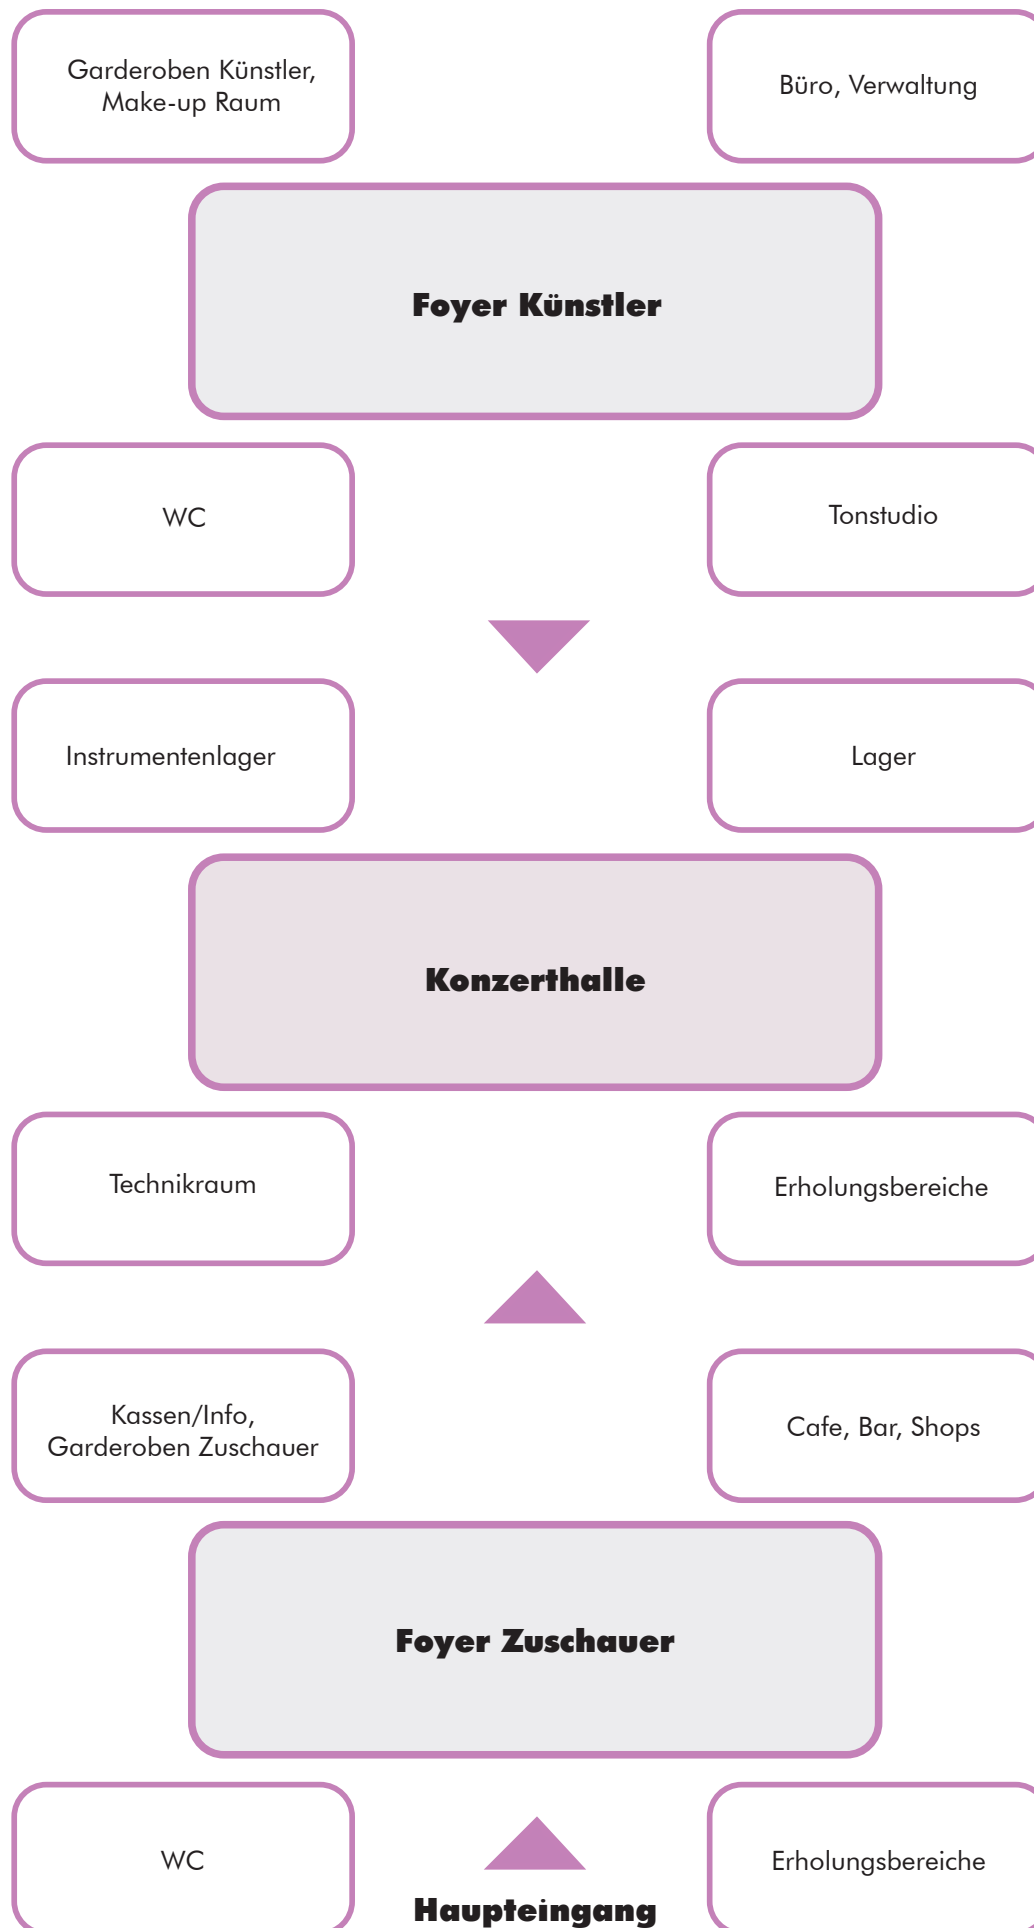 Garderoben Künstler,
Make-up Raum
Büro, Verwaltung
Foyer Künstler
WC
Tonstudio
Instrumentenlager
Lager
Konzerthalle
Technikraum
Erholungsbereiche
Kassen/Info,
Garderoben Zuschauer
Cafe, Bar, Shops
Foyer Zuschauer
WC
Erholungsbereiche
Haupteingang